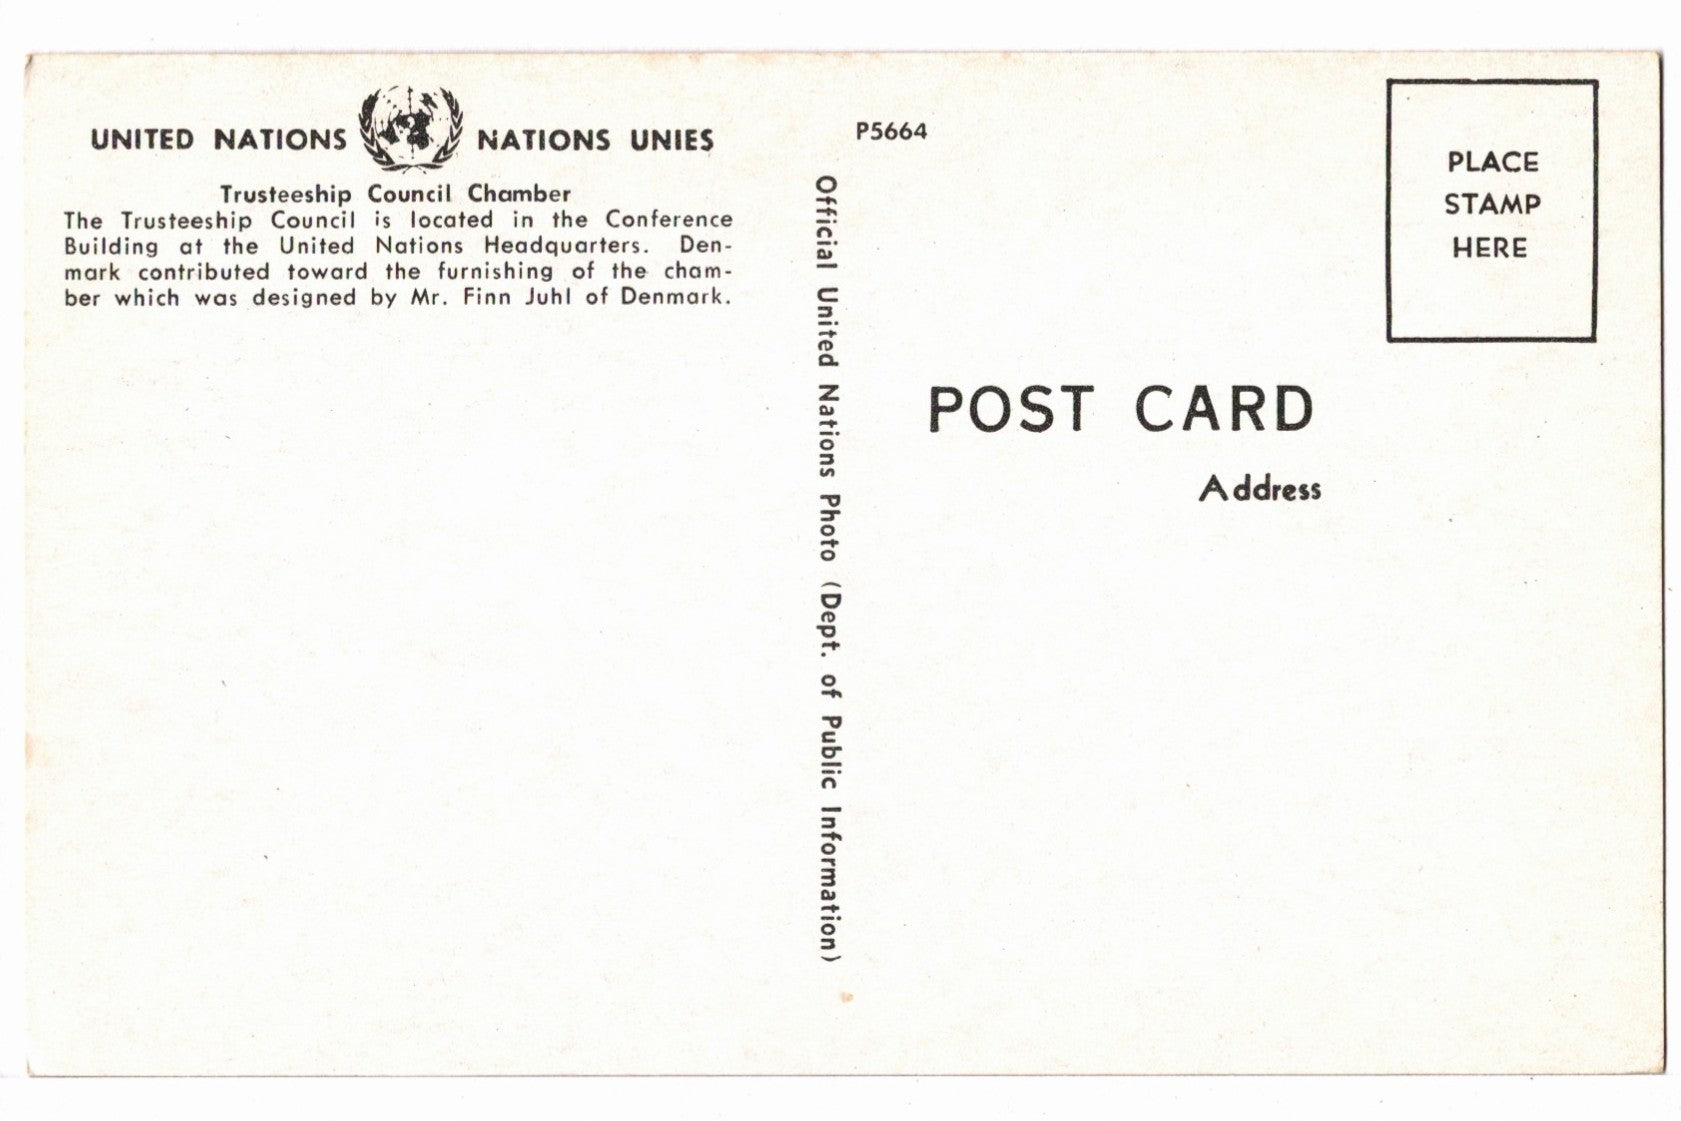 UNITED NATIONS NATIONS UNIES
Trusteeship Council Chamber
The Trusteeship Council is located in the Conference
Building at the United Nations Headquarters. Den-
mark contributed toward the furnishing of the cham-
ber which was designed by Mr. Finn Juhl of Denmark.
Official United Nations Photo (Dept. of Public Information)
P5664
PLACE
STAMP
HERE
POST CARD
Address